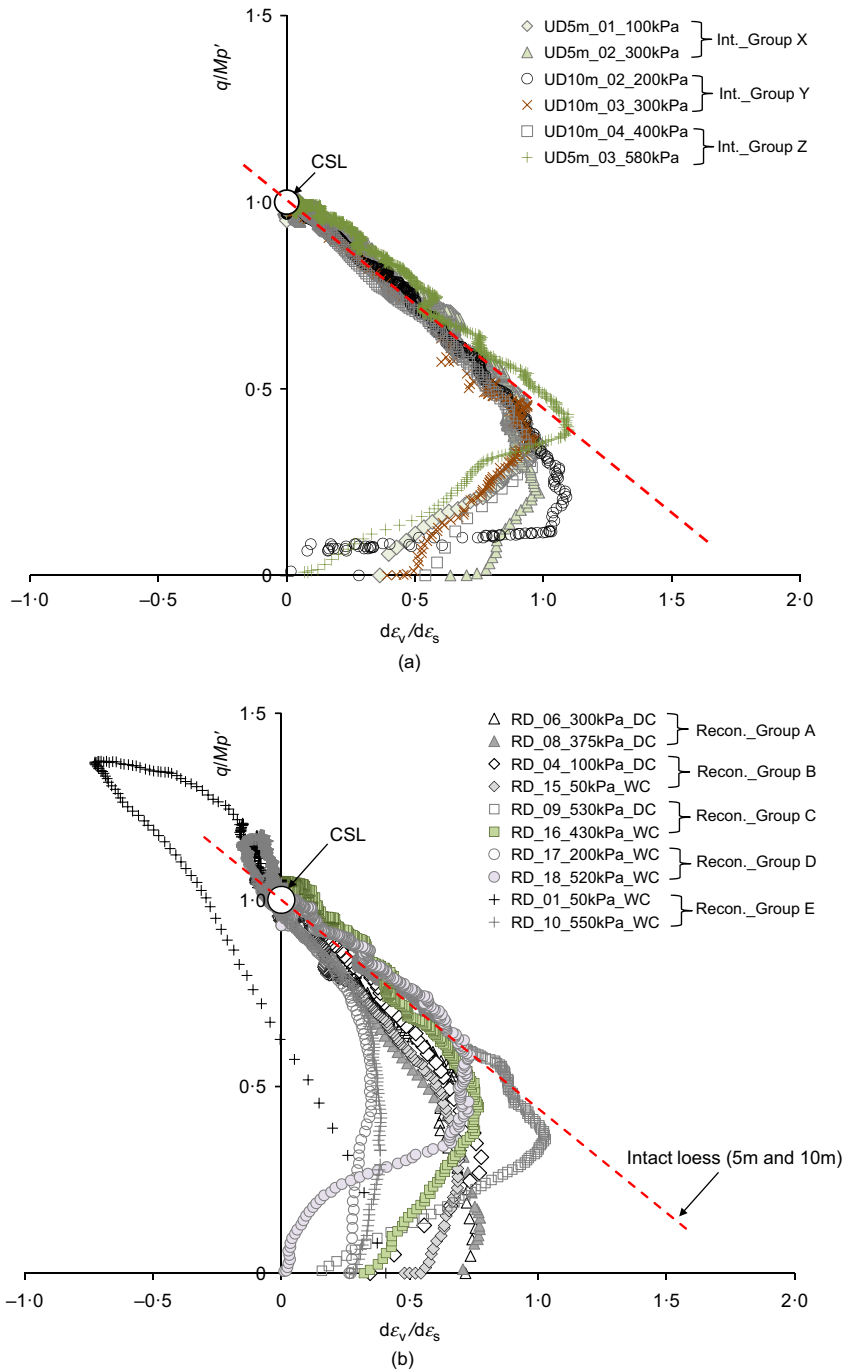 1·5
q/Mp′
UD5m_01_100kPa
UD5m_02_300kPa
Int._Group X
UD10m_02_200kPa
UD10m_03_300kPa
Int._Group Y
UD10m_04_400kPa
UD5m_03_580kPa
Int._Group Z
CSL
1·0
0·5
0
–1·0
–0·5
0
0·5
1·0
1·5
2·0
dεv/dεs
(a)
1·5
q/Mp′
RD_06_300kPa_DC
RD_08_375kPa_DC
Recon._Group A
RD_04_100kPa_DC
RD_15_50kPa_WC
Recon._Group B
RD_09_530kPa_DC
RD_16_430kPa_WC
Recon._Group C
RD_17_200kPa_WC
RD_18_520kPa_WC
Recon._Group D
RD_01_50kPa_WC
RD_10_550kPa_WC
Recon._Group E
CSL
1·0
0·5
Intact loess (5m and 10m)
0
–1·0
–0·5
0
0·5
1·0
1·5
2·0
dεv/dεs
(b)